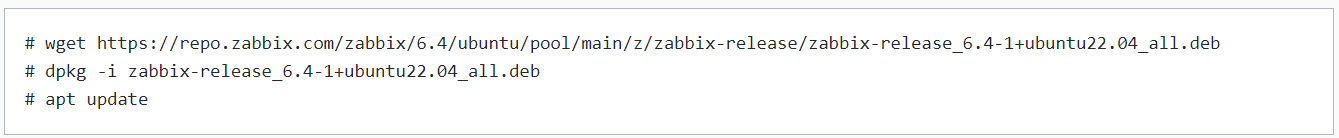 # wget https://repo.zabbix.com/zabbix/6.4/ubuntu/pool/main/z/zabbix-release/zabbix-release_6.4-1+ubuntu22.04_all.deb
# dpkg -i zabbix-release_6.4-1+ubuntu22.04_all.deb
# apt update